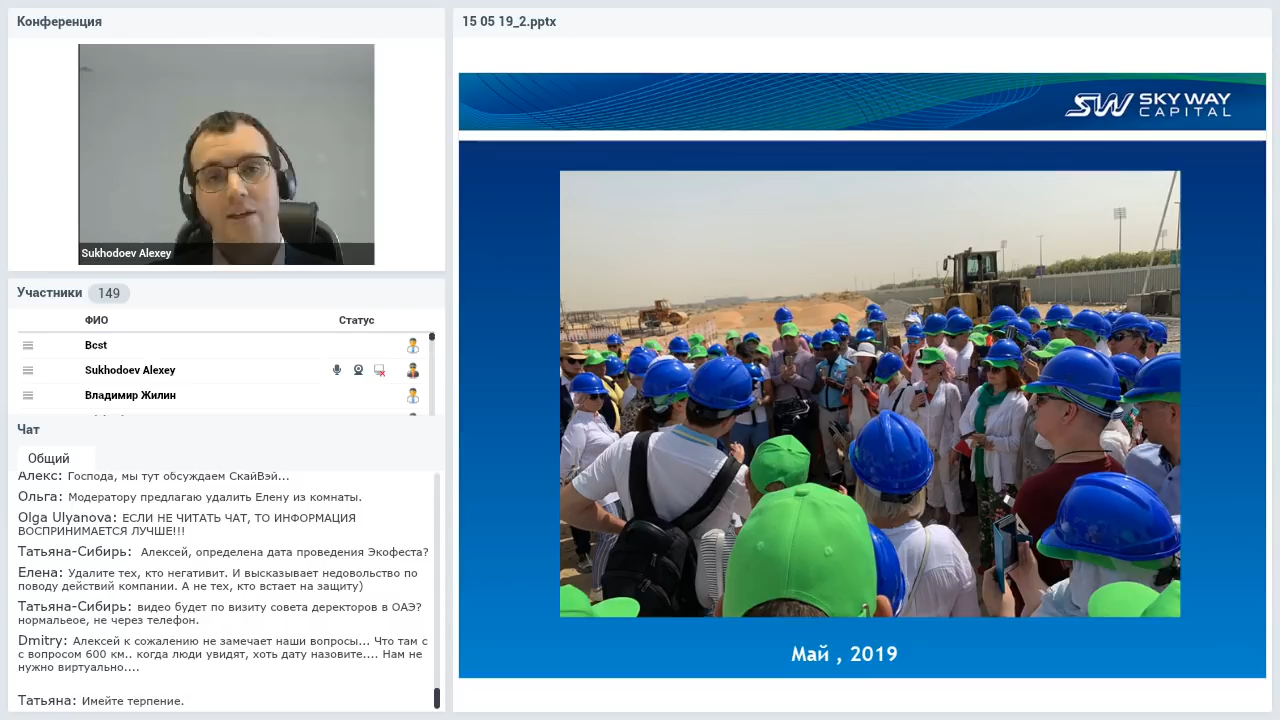 Конференция
Sukhodoev Alexey
Участники 149
ФИО Статус
Bcst
Sukhodoev Alexey
Владимир Жилин
Чат
Общий
Алекс: Господа, мы тут обсуждаем СкайВэй...
Ольга: Модератору предлагаю удалить Елену из комнаты.
Olga Ulyanova: ЕСЛИ НЕ ЧИТАТЬ ЧАТ, ТО ИНФОРМАЦИЯ
ВОСПРИНИМАЕТСЯ ЛУЧШЕ!!!
Татьяна-Сибирь: Алексей, определена дата проведения Экофеста?
Елена: Удалите тех, кто негативит. И высказывает недовольство по
поводу действий компании. А не тех, кто встает на защиту)
Татьяна-Сибирь: видео будет по визиту совета деректоров в ОАЭ?
нормальеое, не через телефон.
Dmitry: Алексей к сожалению не замечает наши вопросы... Что там с
с вопросом 600 км.. когда люди увидят, хоть дату назовите.... Нам не
нужно виртуально....
Татьяна: Имейте терпение.
15 05 19_2.pptx
SW SKY WAY
CAPITAL
Май , 2019